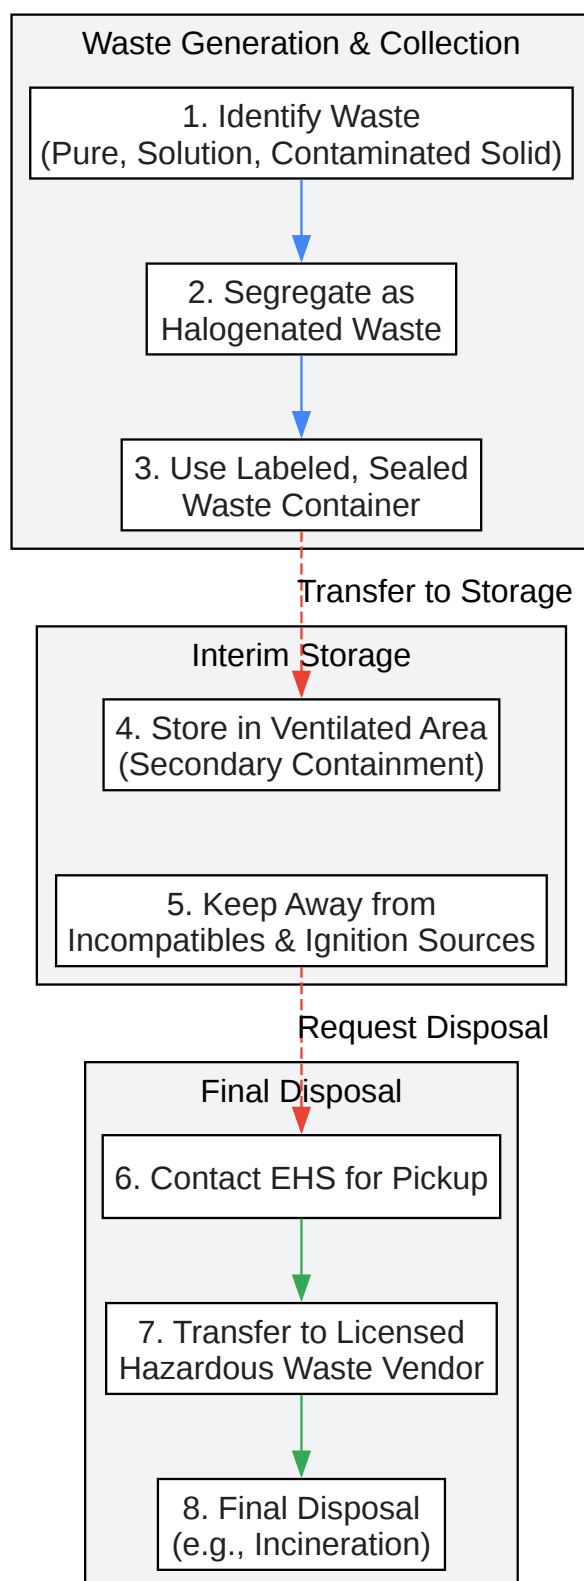 Waste Generation & Collection
1. Identify Waste
(Pure, Solution, Contaminated Solid)
2. Segregate as
Halogenated Waste
3. Use Labeled, Sealed
Waste Container
Transfer to Storage
Interim Storage
4. Store in Ventilated Area
(Secondary Containment)
5. Keep Away from
Incompatibles & Ignition Sources
Request Disposal
Final Disposal
6. Contact EHS for Pickup
7. Transfer to Licensed
Hazardous Waste Vendor
8. Final Disposal
(e.g., Incineration)